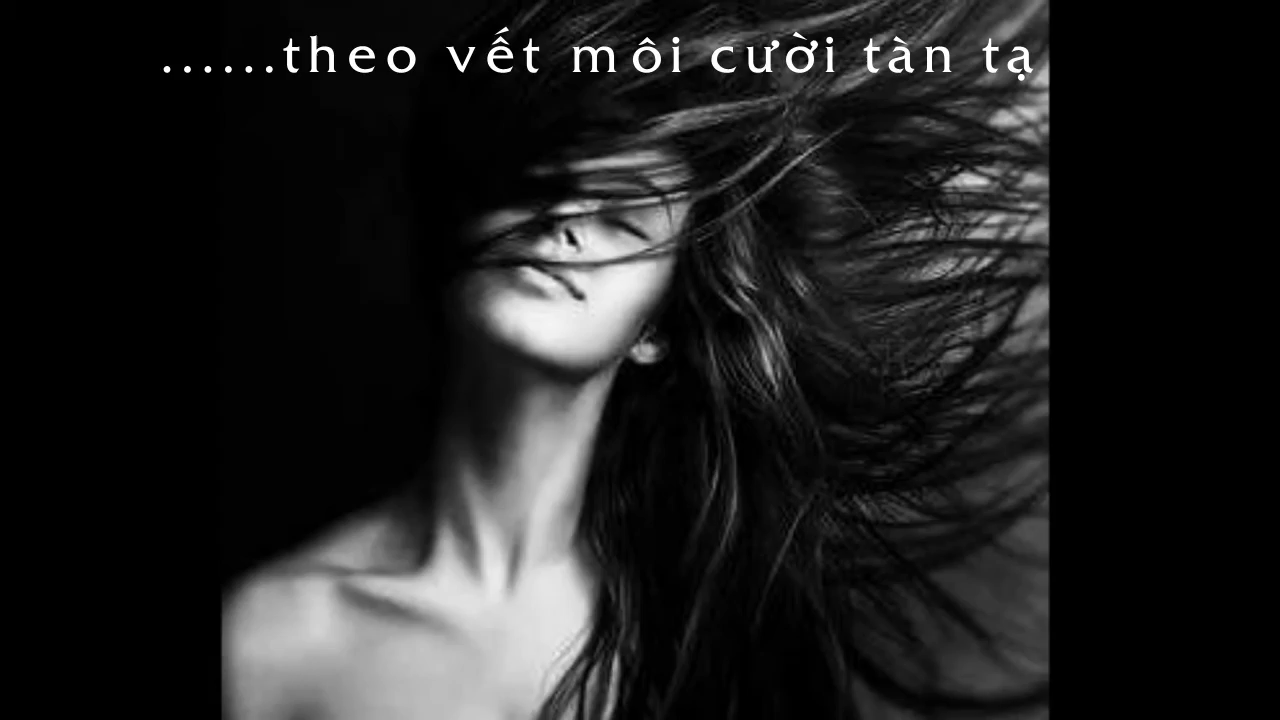 ......theo vết môi cười tàn tạ